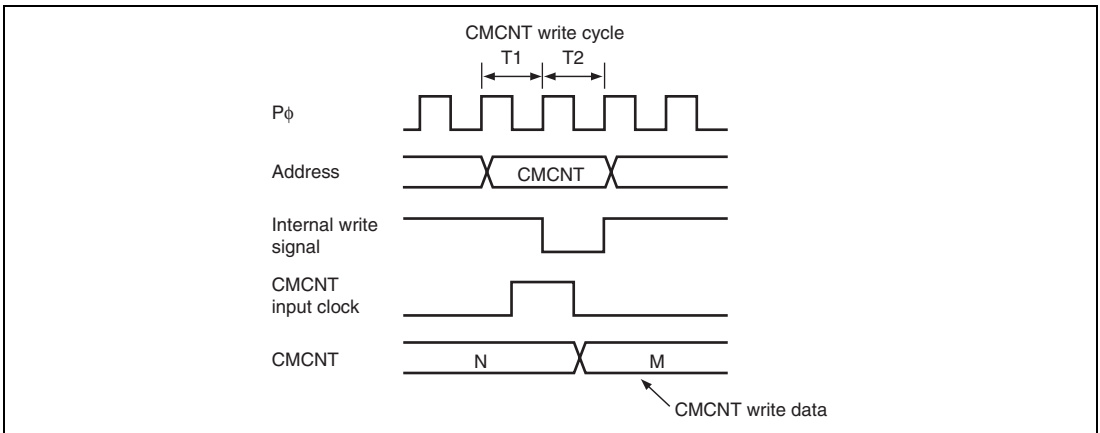 CMCNT write cycle
T1 T2
Pϕ
Address CMCNT
Internal write
signal
CMCNT
input clock
CMCNT N M
CMCNT write data